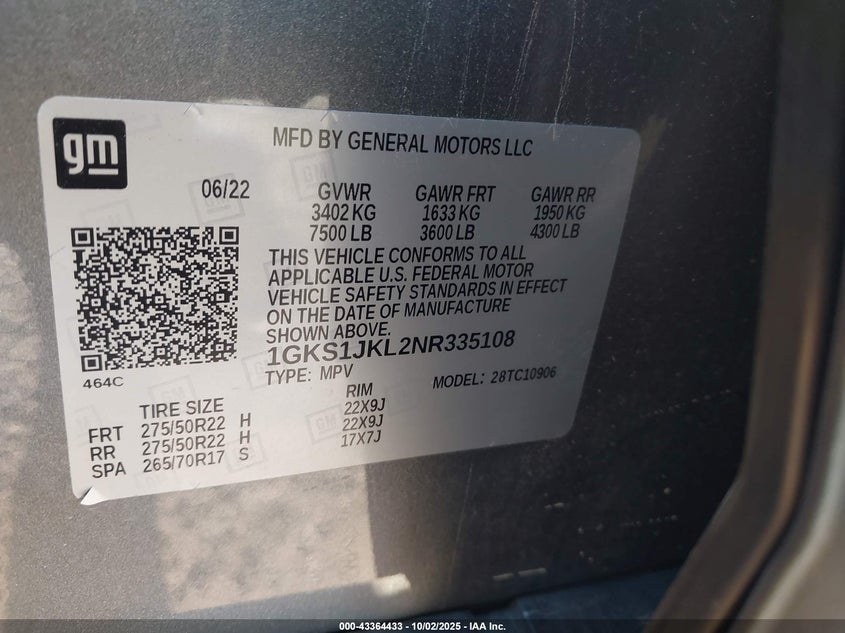 gm
MFD BY GENERAL MOTORS LLC
06/22 GVWR GAWR FRT GAWR RR
3402 KG 1633 KG 1950 KG
7500 LB 3600 LB 4300 LB
THIS VEHICLE CONFORMS TO ALL
APPLICABLE U.S. FEDERAL MOTOR
VEHICLE SAFETY STANDARDS IN EFFECT
ON THE DATE OF MANUFACTURE
SHOWN ABOVE.
1GKS1JKL2NR335108
464C
TYPE: MPV MODEL: 28TC10906
TIRE SIZE RIM
FRT 275/50R22 H 22X9J
RR 275/50R22 H 22X9J
SPA 265/70R17 S 17X7J
000-43364433 - 10/02/2025 - IAA Inc.